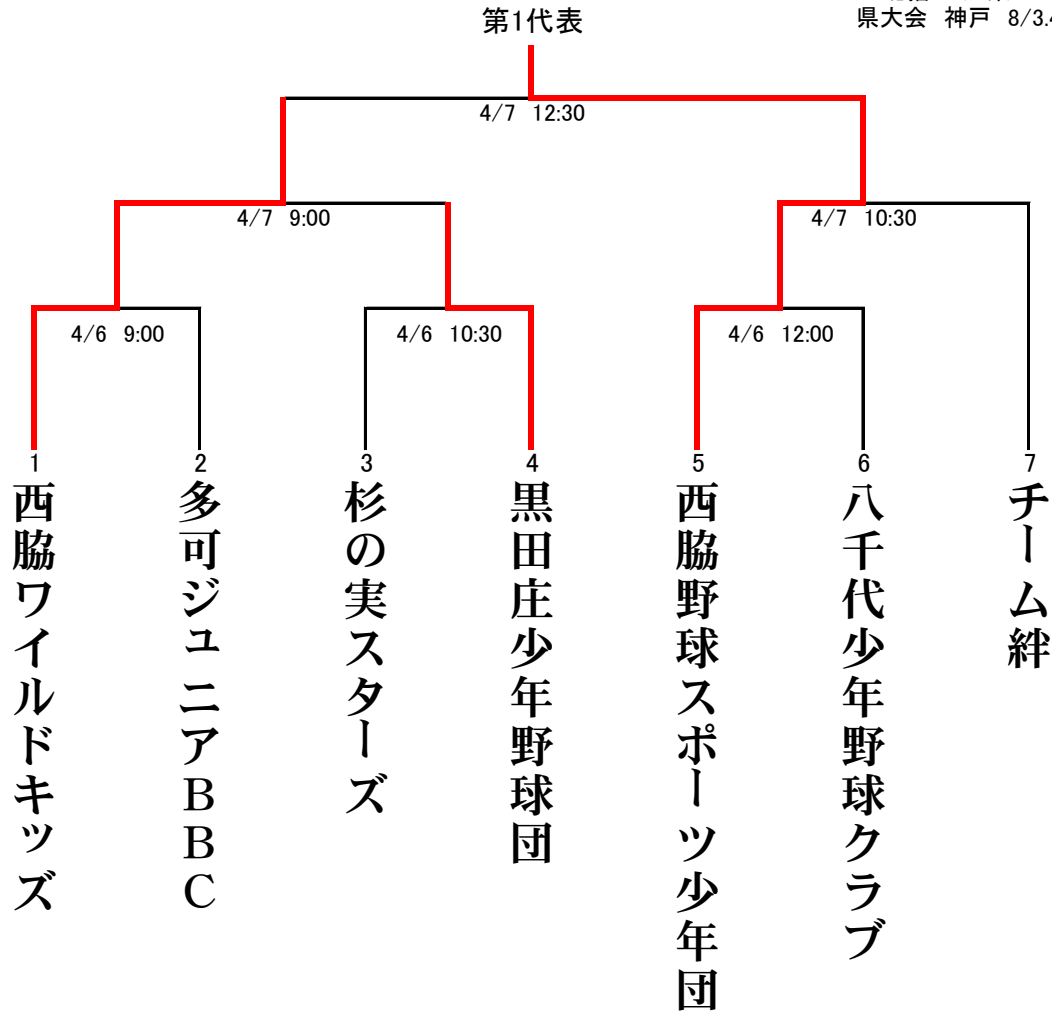 県大会 神戸 8/3.4
第1代表
4/7 12:30
4/7 9:00
4/7 10:30
4/6 9:00
4/6 10:30
4/6 12:00
1
2
3
4
5
6
7
西脇ワイルドキッズ
多可ジュニアBBC
杉の実スターズ
黒田庄少年野球団
西脇野球スポーツ少年団
八千代少年野球クラブ
チーム絆